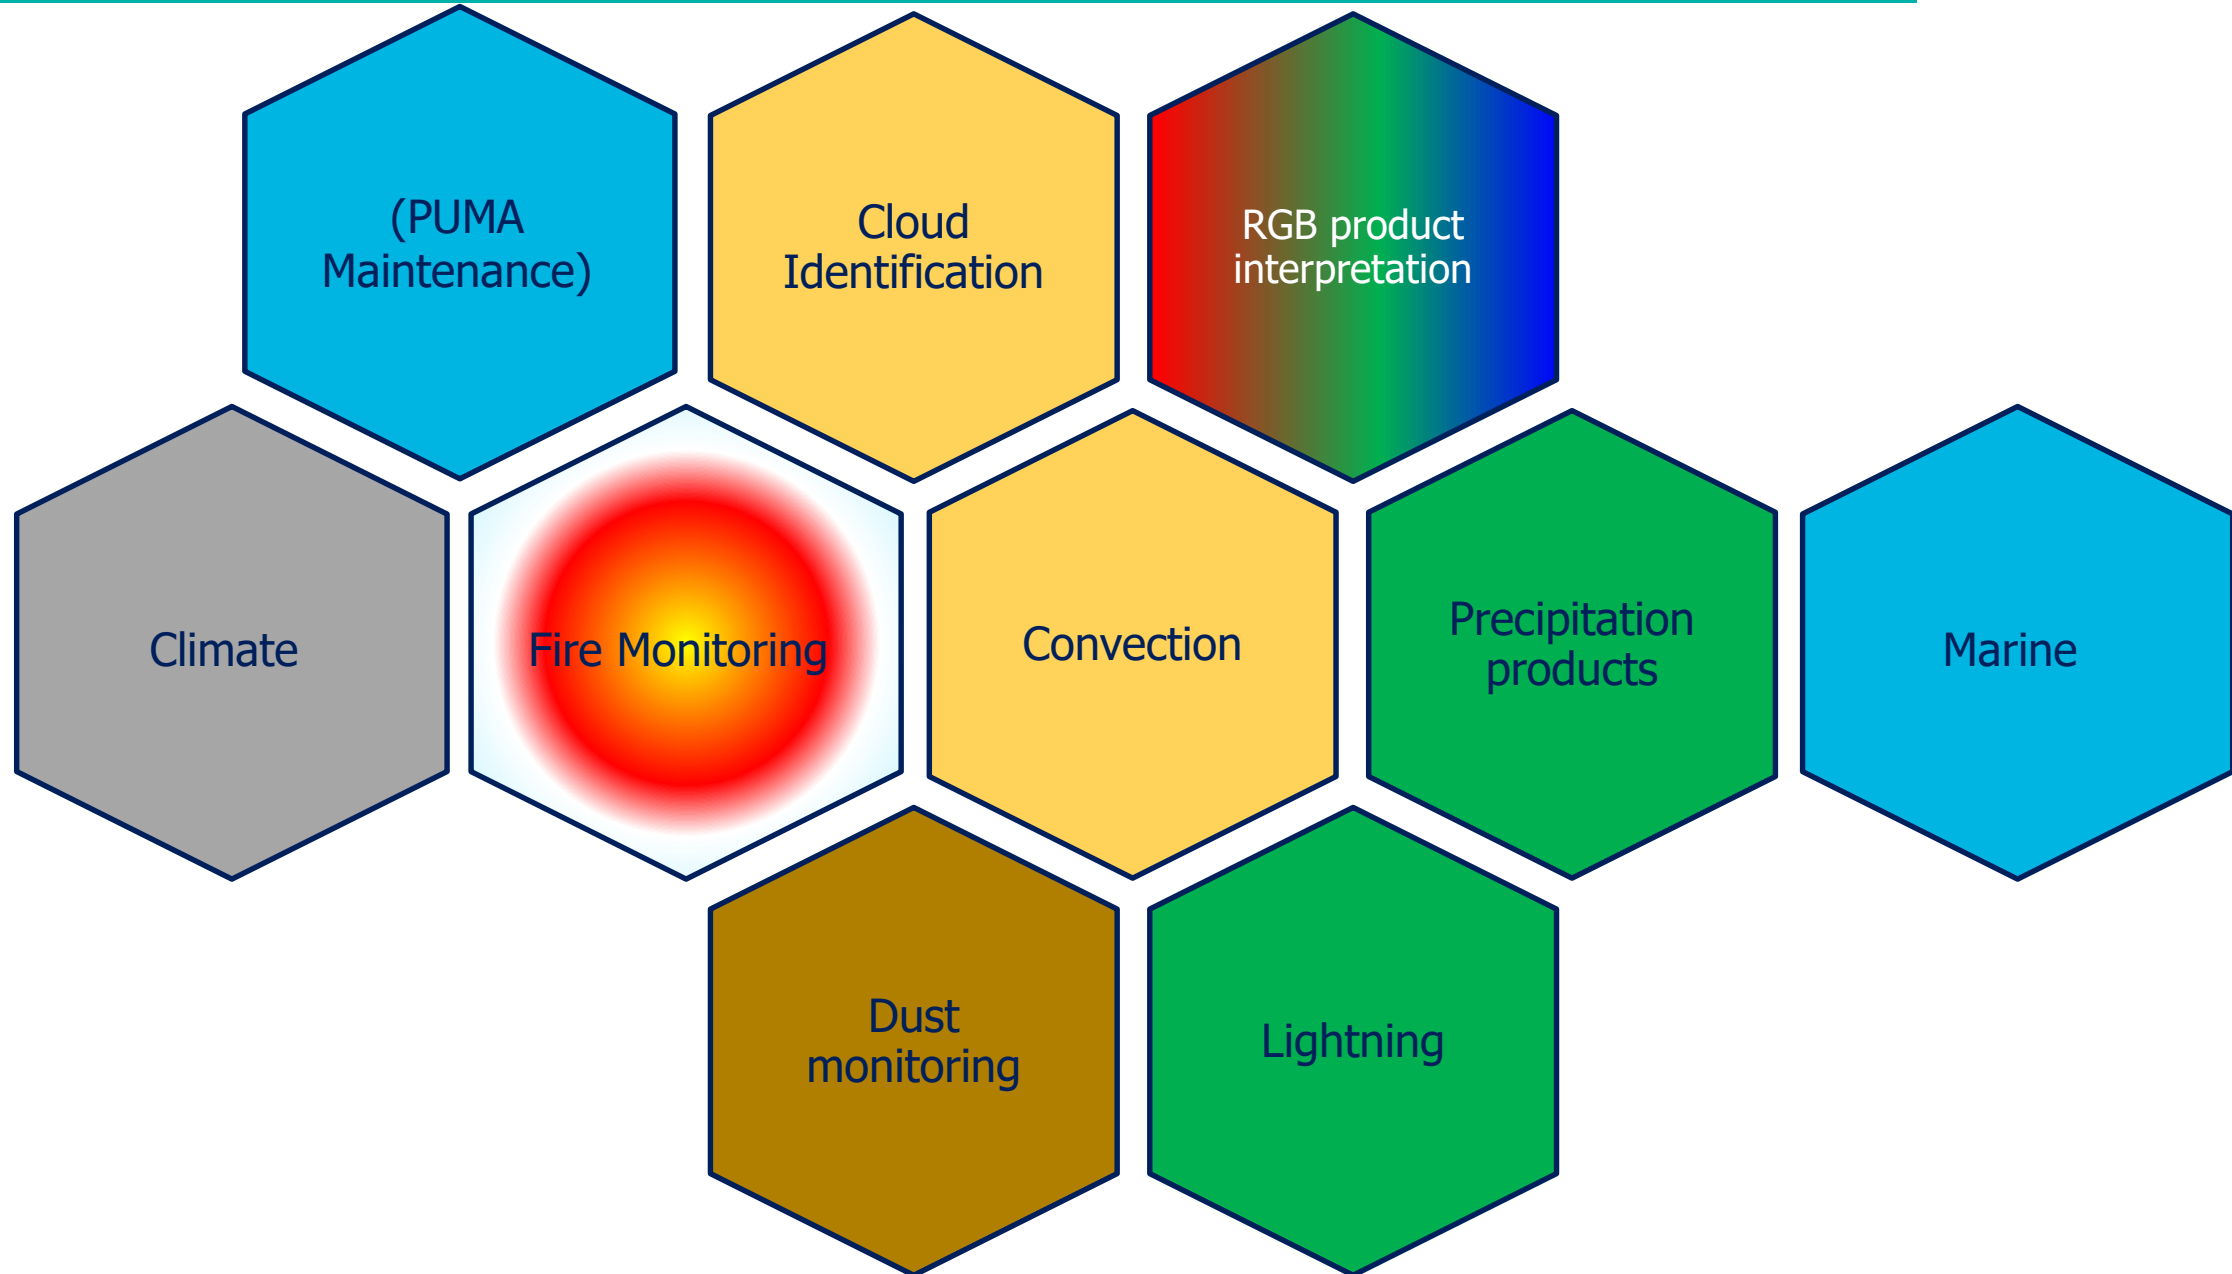 (PUMA
Maintenance)
Cloud
Identification
RGB product
interpretation
Climate
Fire Monitoring
Convection
Precipitation
products
Marine
Dust
monitoring
Lightning